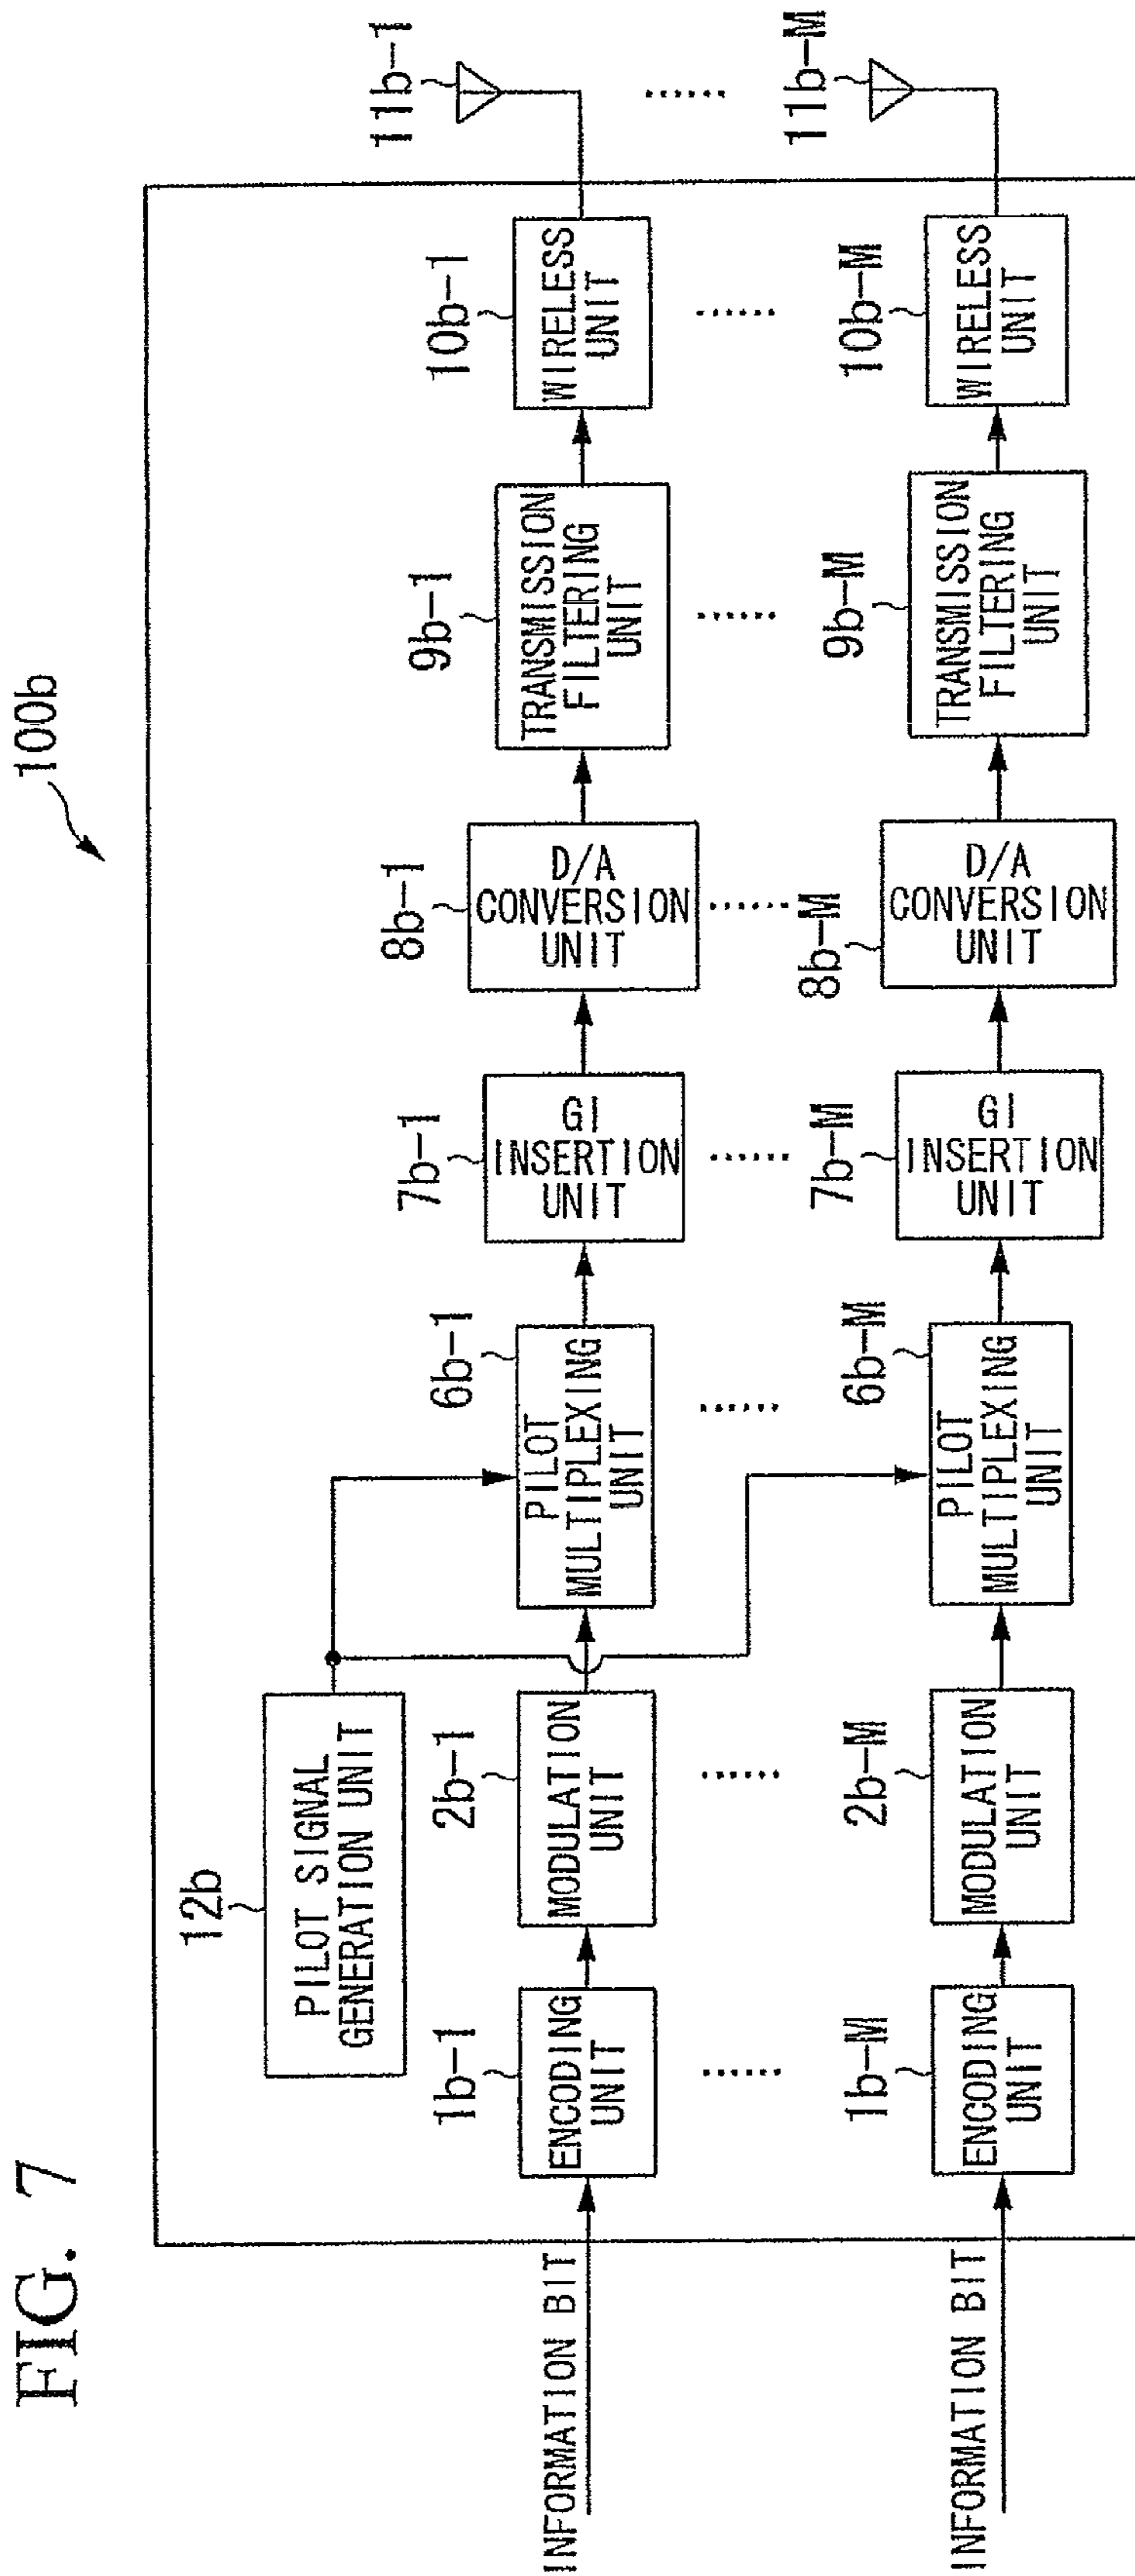 FIG. 7
100b
12b
PILOT SIGNAL
GENERATION UNIT
1b-1
2b-1
6b-1
7b-1
8b-1
9b-1
10b-1
11b-1
INFORMATION BIT
ENCODING
UNIT
MODULATION
UNIT
PILOT
MULTIPLEXING
UNIT
GI
INSERTION
UNIT
D/A
CONVERSION
UNIT
TRANSMISSION
FILTERING
UNIT
WIRELESS
UNIT
1b-M
2b-M
6b-M
7b-M
8b-M
9b-M
10b-M
11b-M
INFORMATION BIT
ENCODING
UNIT
MODULATION
UNIT
PILOT
MULTIPLEXING
UNIT
GI
INSERTION
UNIT
D/A
CONVERSION
UNIT
TRANSMISSION
FILTERING
UNIT
WIRELESS
UNIT